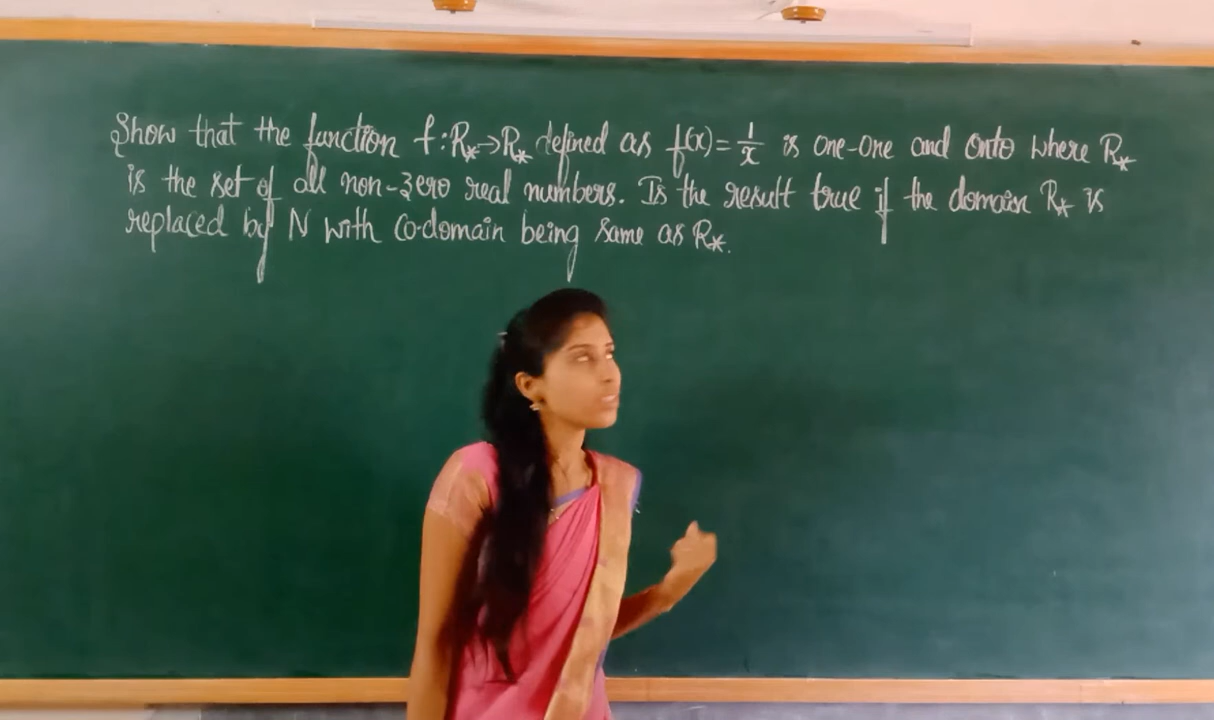 Show that the function f:R*→R* defined as f(x)=1/x is one-one and onto where R*
is the set of all non-zero real numbers. Is the result true if the domain R* is
replaced by N with co-domain being same as R*.